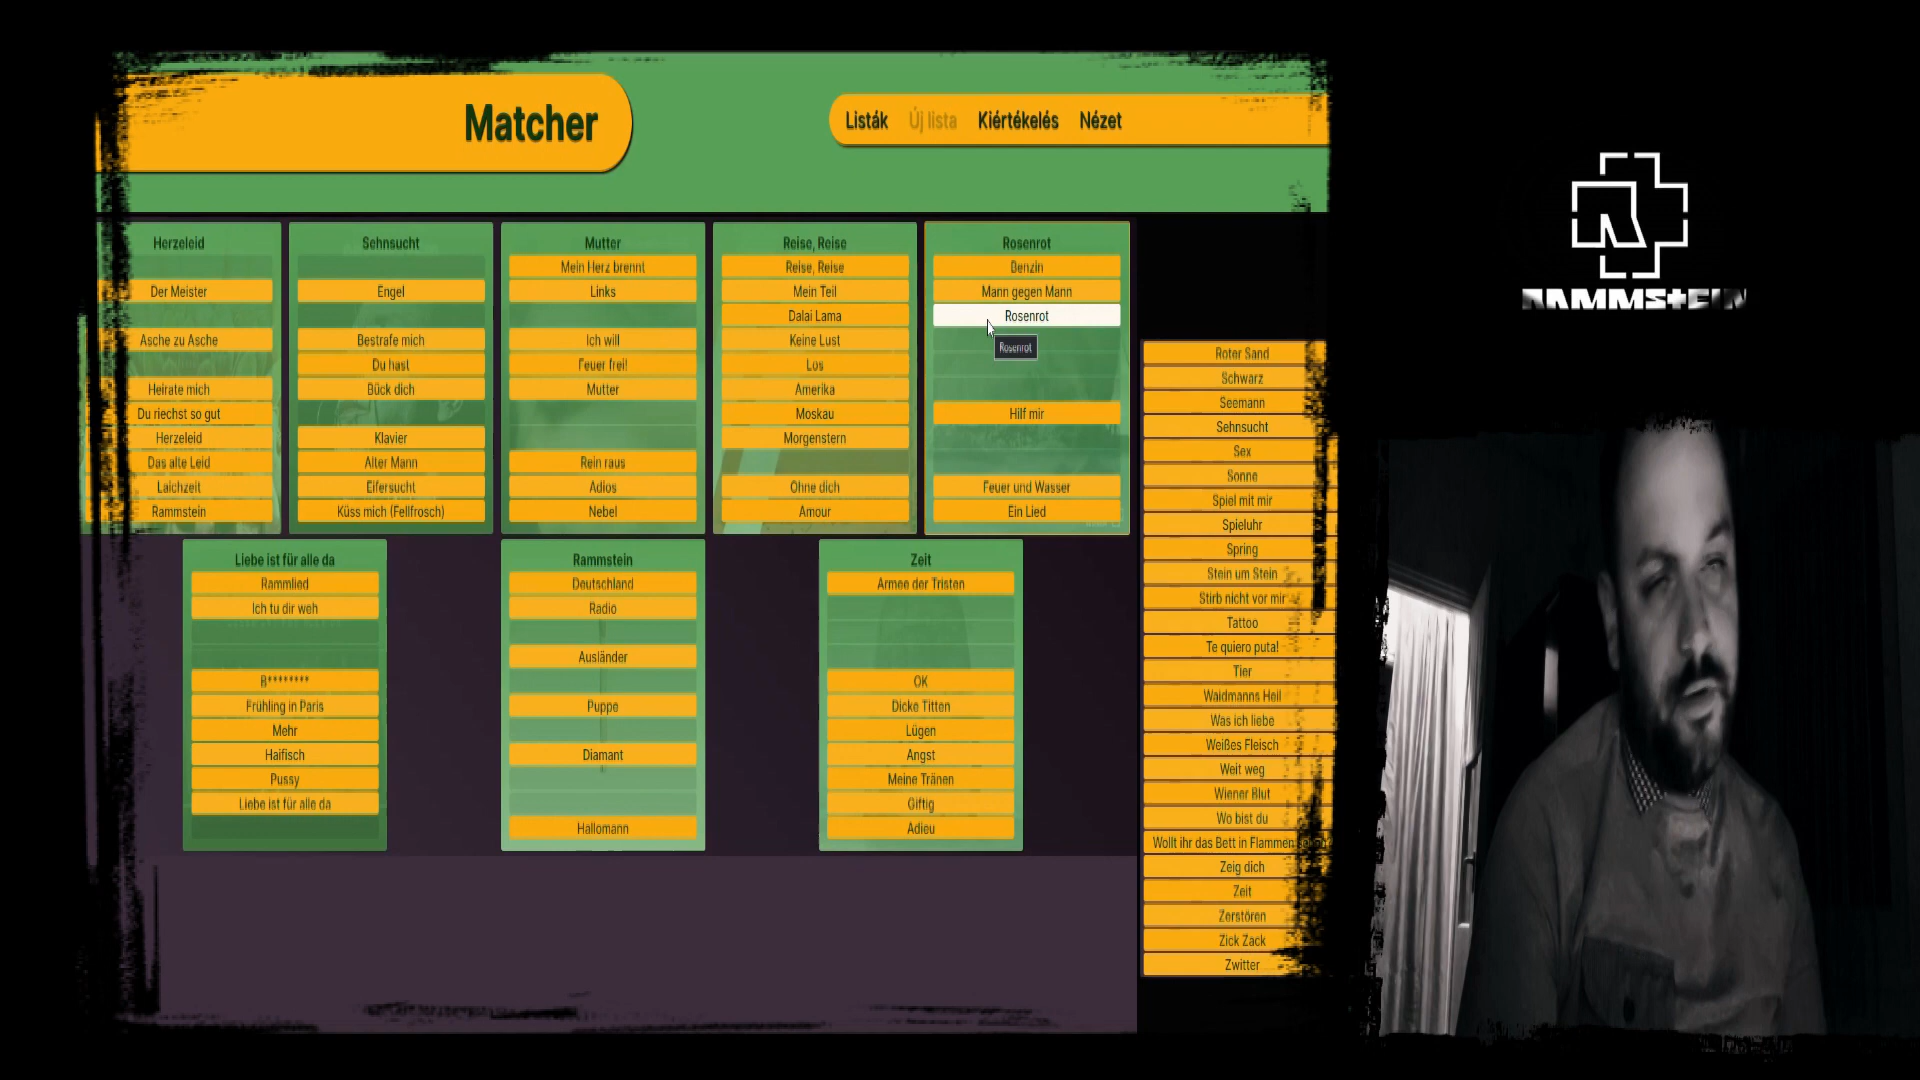 Matcher
Listák Új lista Kiértékelés Nézet
RAMMSTEIN
Herzeleid
Der Meister
Asche zu Asche
Heirate mich
Du riechst so gut
Herzeleid
Das alte Leid
Laichzeit
Rammstein
Sehnsucht
Engel
Bestrafe mich
Du hast
Bück dich
Klavier
Alter Mann
Eifersucht
Küss mich (Fellfrosch)
Mutter
Mein Herz brennt
Links
Ich will
Feuer frei!
Mutter
Rein raus
Adios
Nebel
Reise, Reise
Reise, Reise
Mein Teil
Dalai Lama
Keine Lust
Los
Amerika
Moskau
Morgenstern
Ohne dich
Amour
Rosenrot
Benzin
Mann gegen Mann
Rosenrot
Rosenrot
Hilf mir
Feuer und Wasser
Ein Lied
Liebe ist für alle da
Rammlied
Ich tu dir weh
B********
Frühling in Paris
Mehr
Haifisch
Pussy
Liebe ist für alle da
Rammstein
Deutschland
Radio
Ausländer
Puppe
Diamant
Hallomann
Zeit
Armee der Tristen
OK
Dicke Titten
Lügen
Angst
Meine Tränen
Giftig
Adieu
Roter Sand
Schwarz
Seemann
Sehnsucht
Sex
Sonne
Spiel mit mir
Spieluhr
Spring
Stein um Stein
Stirb nicht vor mir
Tattoo
Te quiero puta!
Tier
Waidmanns Heil
Was ich liebe
Weißes Fleisch
Weit weg
Wiener Blut
Wo bist du
Wollt ihr das Bett in Flammen
Zeig dich
Zeit
Zerstören
Zick Zack
Zwitter